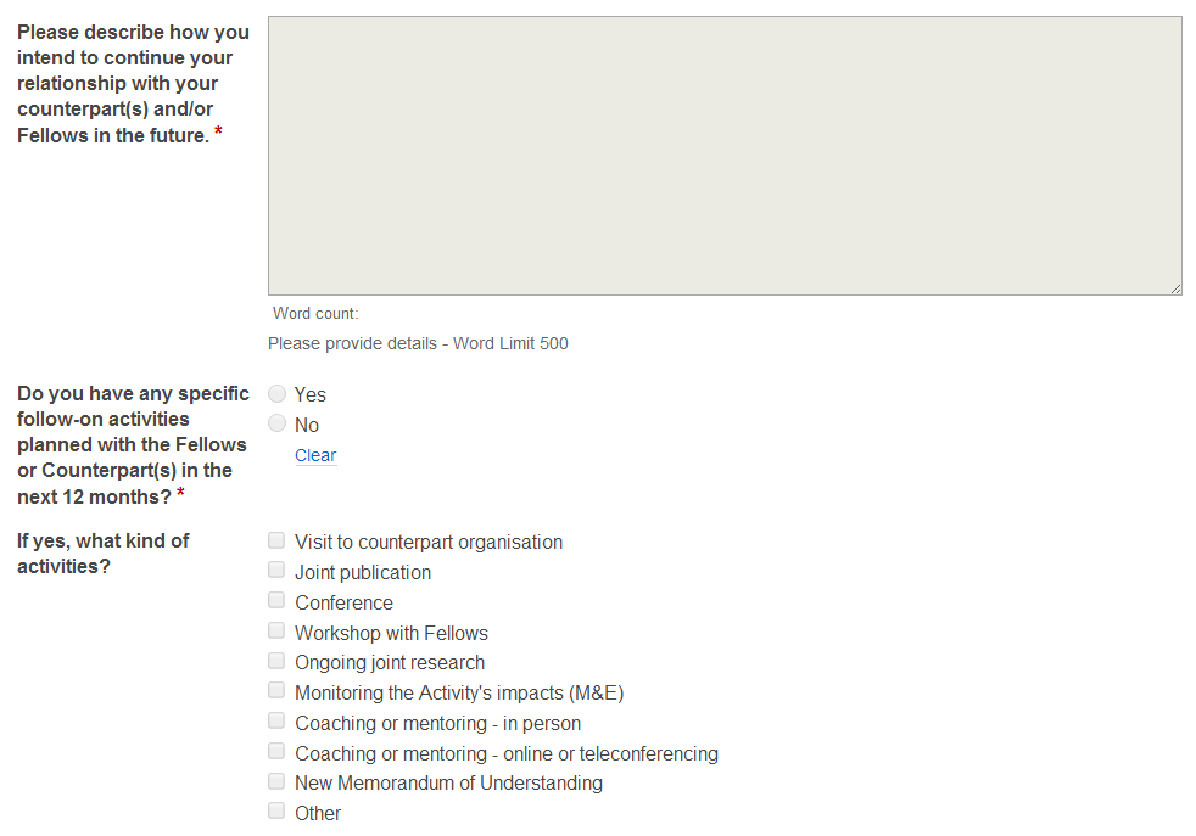 Please describe how you
intend to continue your
relationship with your
counterpart(s) and/or
Fellows in the future. *
Word count:
Please provide details - Word Limit 500
Do you have any specific
follow-on activities
planned with the Fellows
or Counterpart(s) in the
next 12 months? *
Yes
No
Clear
If yes, what kind of
activities?
Visit to counterpart organisation
Joint publication
Conference
Workshop with Fellows
Ongoing joint research
Monitoring the Activity's impacts (M&E)
Coaching or mentoring - in person
Coaching or mentoring - online or teleconferencing
New Memorandum of Understanding
Other